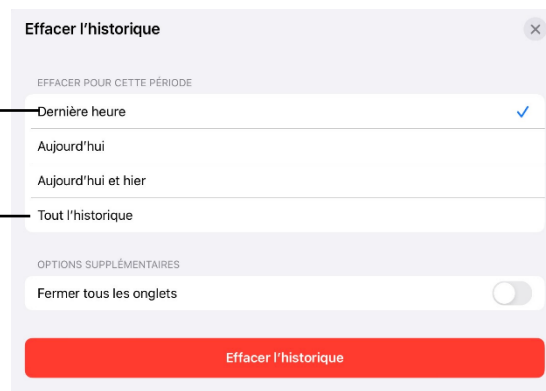 Effacer l’historique
EFFACER POUR CETTE PÉRIODE
Dernière heure
Aujourd’hui
Aujourd’hui et hier
Tout l’historique
OPTIONS SUPPLÉMENTAIRES
Fermer tous les onglets
Effacer l’historique